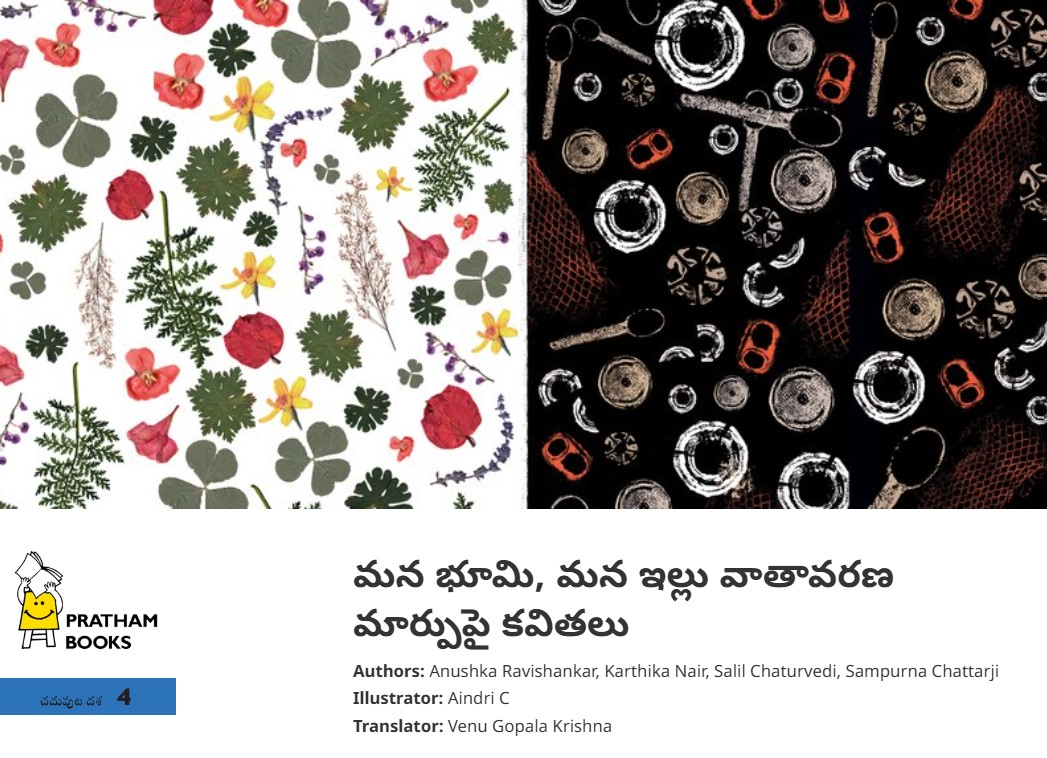 PRATHAM
BOOKS
చదువుట దశ 4
మన భూమి, మన ఇల్లు వాతావరణ
మార్పుపై కవితలు
Authors: Anushka Ravishankar, Karthika Nair, Salil Chaturvedi, Sampurna Chattarji
Illustrator: Aindri C
Translator: Venu Gopala Krishna